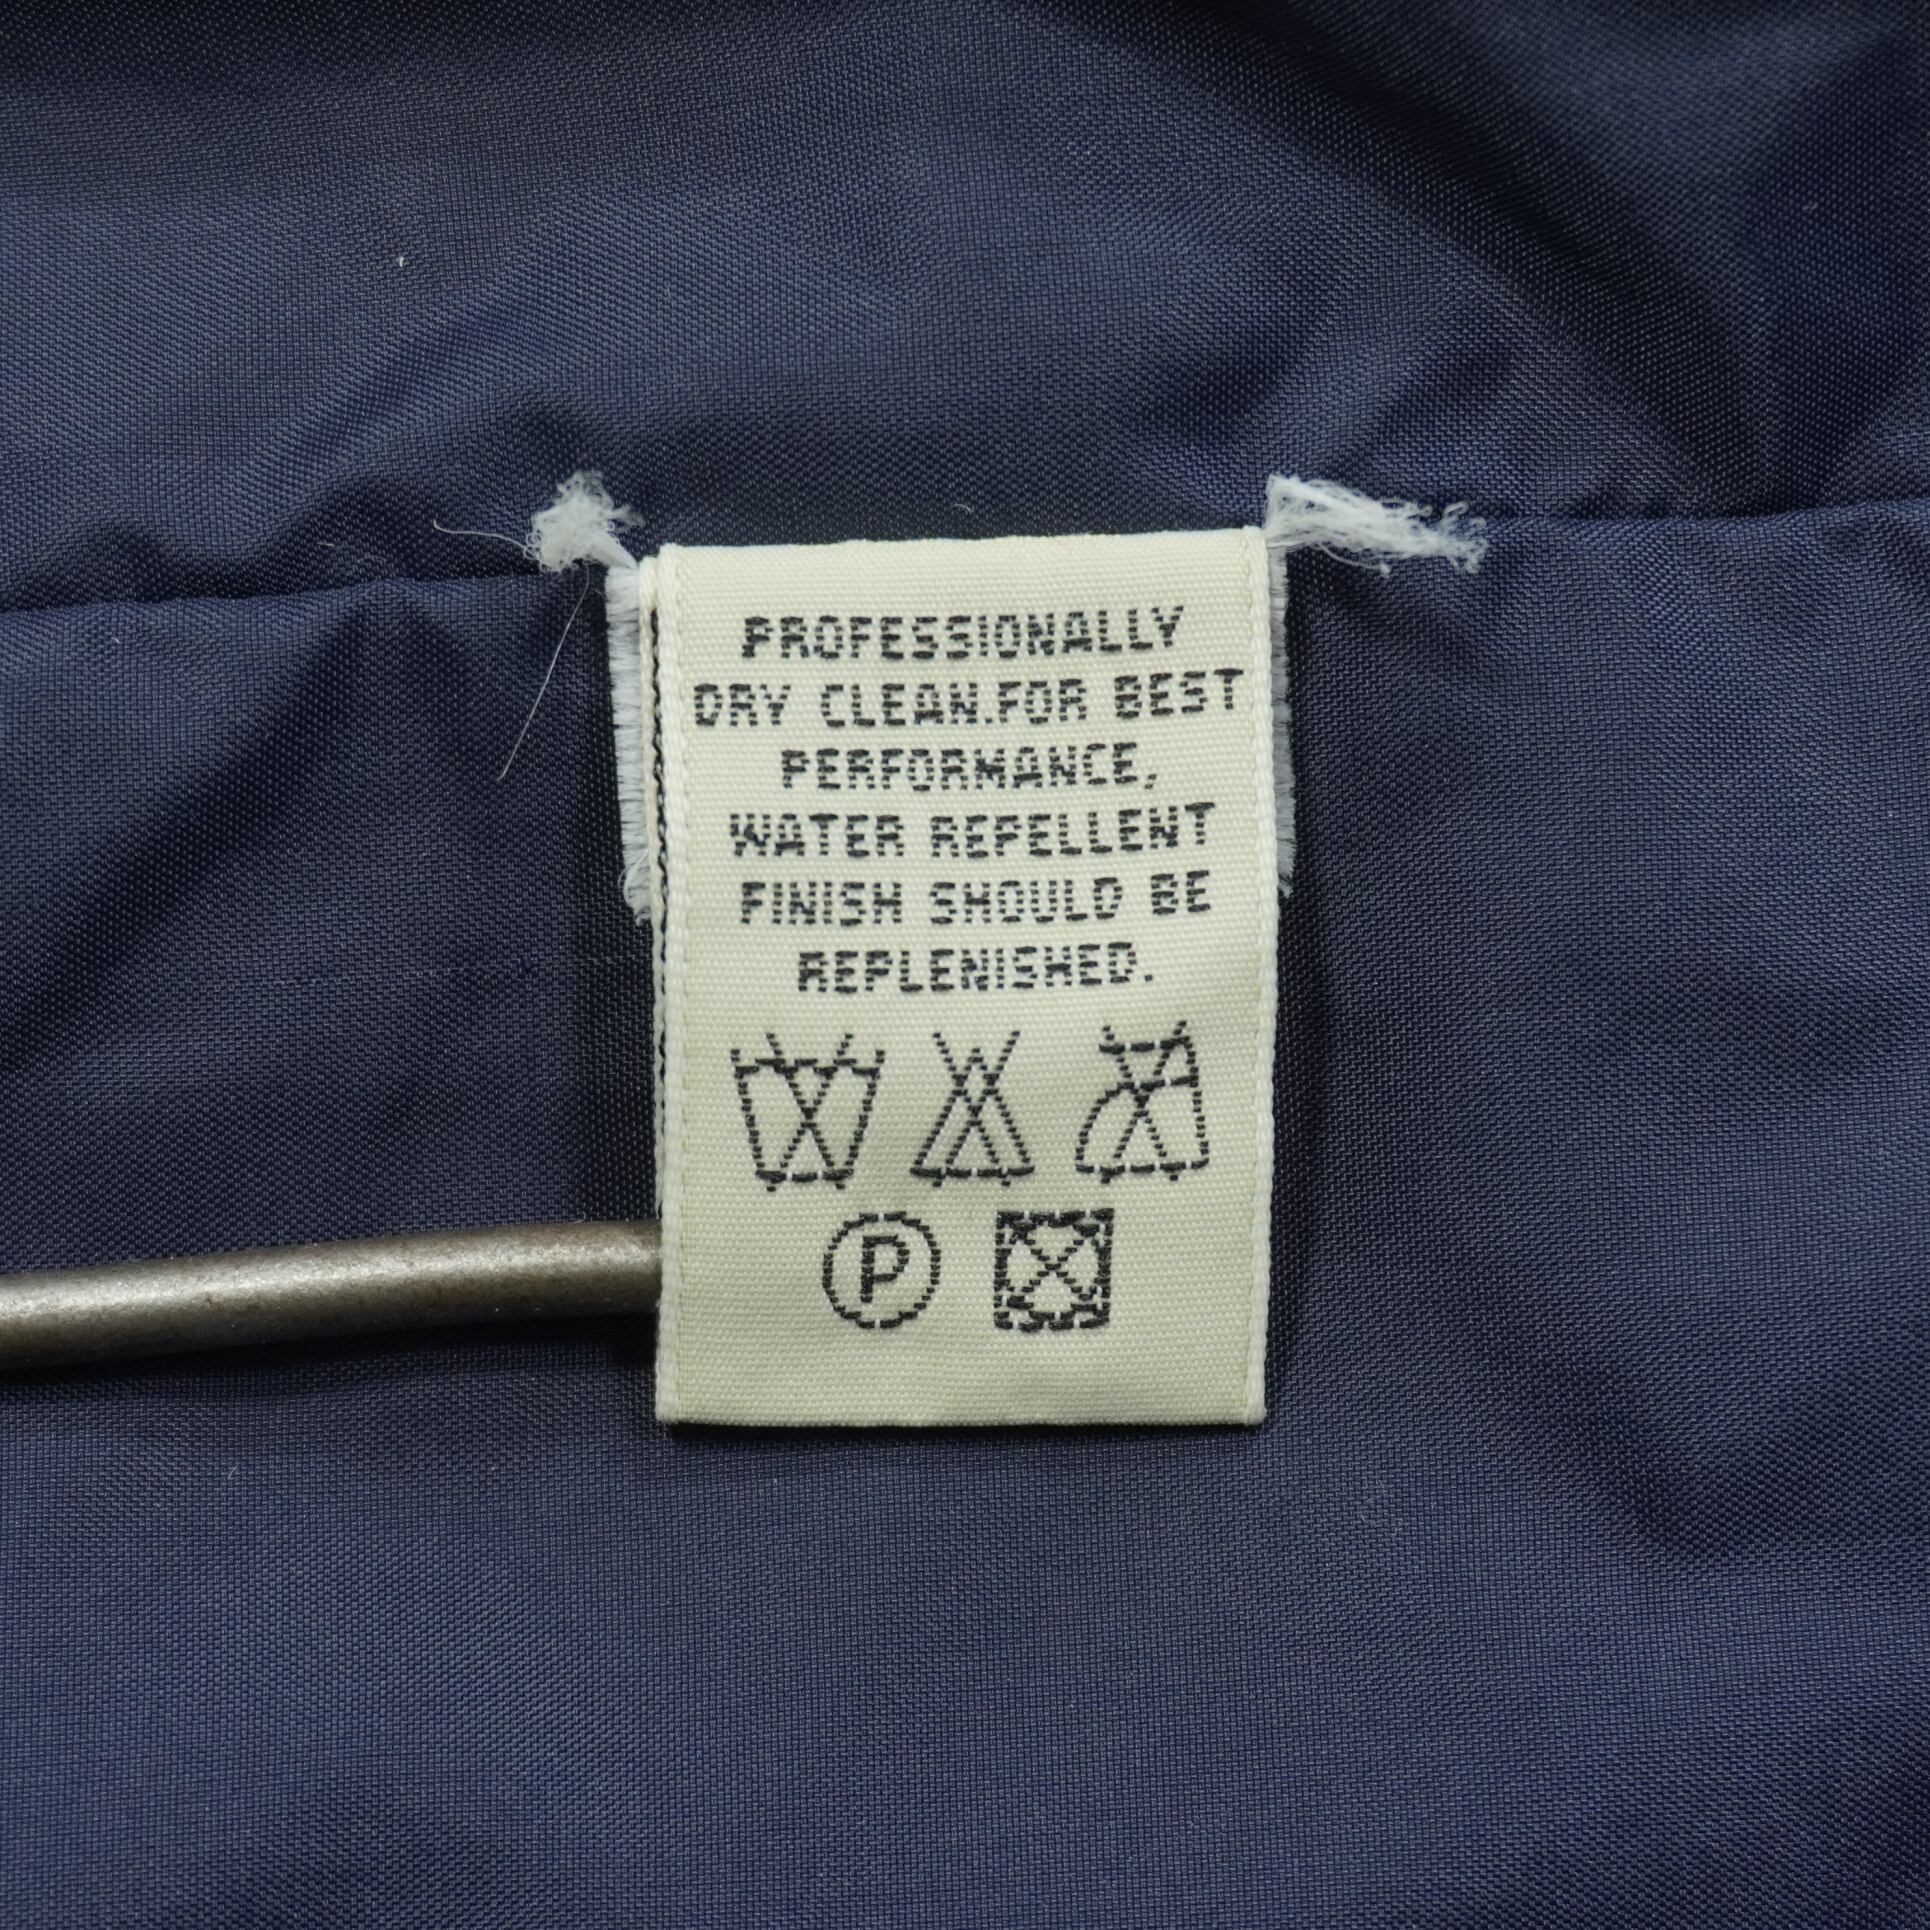 PROFESSIONALLY
DRY CLEAN.FOR BEST
PERFORMANCE,
WATER REPELLENT
FINISH SHOULD BE
REPLENISHED.
P